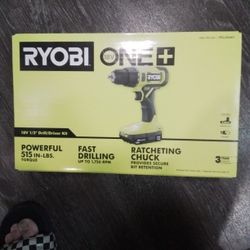 RYOBI ONE+
18V 1/2" Drill/Driver Kit
POWERFUL
515 IN-LBS.
TORQUE
FAST
DRILLING
UP TO 1,750 RPM
RATCHETING
CHUCK
PROVIDES SECURE
BIT RETENTION
3